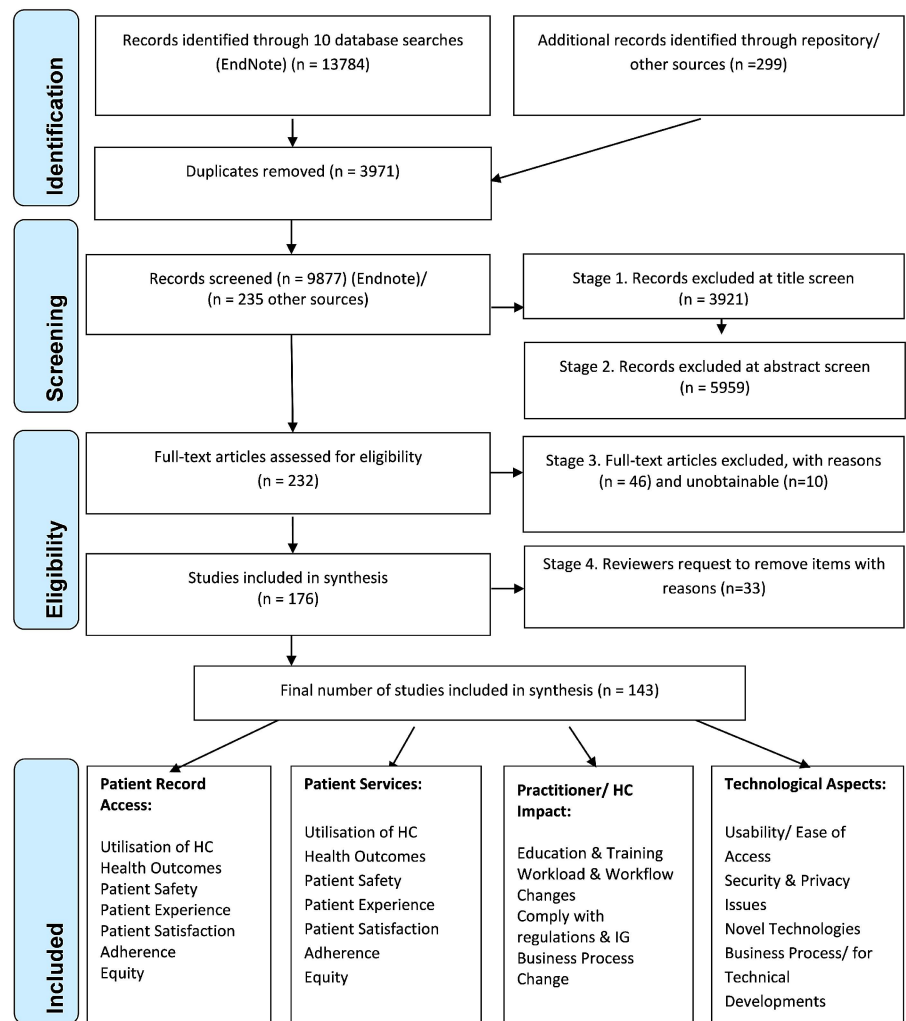 Identification
Records identified through 10 database searches
(EndNote) (n = 13784)
Additional records identified through repository/
other sources (n =299)
Duplicates removed (n = 3971)
Screening
Records screened (n = 9877) (Endnote)/
(n = 235 other sources)
Stage 1. Records excluded at title screen
(n = 3921)
Stage 2. Records excluded at abstract screen
(n = 5959)
Eligibility
Full-text articles assessed for eligibility
(n = 232)
Stage 3. Full-text articles excluded, with reasons
(n = 46) and unobtainable (n=10)
Studies included in synthesis
(n = 176)
Stage 4. Reviewers request to remove items with
reasons (n=33)
Final number of studies included in synthesis (n = 143)
Included
Patient Record
Access:
Utilisation of HC
Health Outcomes
Patient Safety
Patient Experience
Patient Satisfaction
Adherence
Equity
Patient Services:
Utilisation of HC
Health Outcomes
Patient Safety
Patient Experience
Patient Satisfaction
Adherence
Equity
Practitioner/ HC
Impact:
Education & Training
Workload & Workflow
Changes
Comply with
regulations & IG
Business Process
Change
Technological Aspects:
Usability/ Ease of
Access
Security & Privacy
Issues
Novel Technologies
Business Process/ for
Technical
Developments